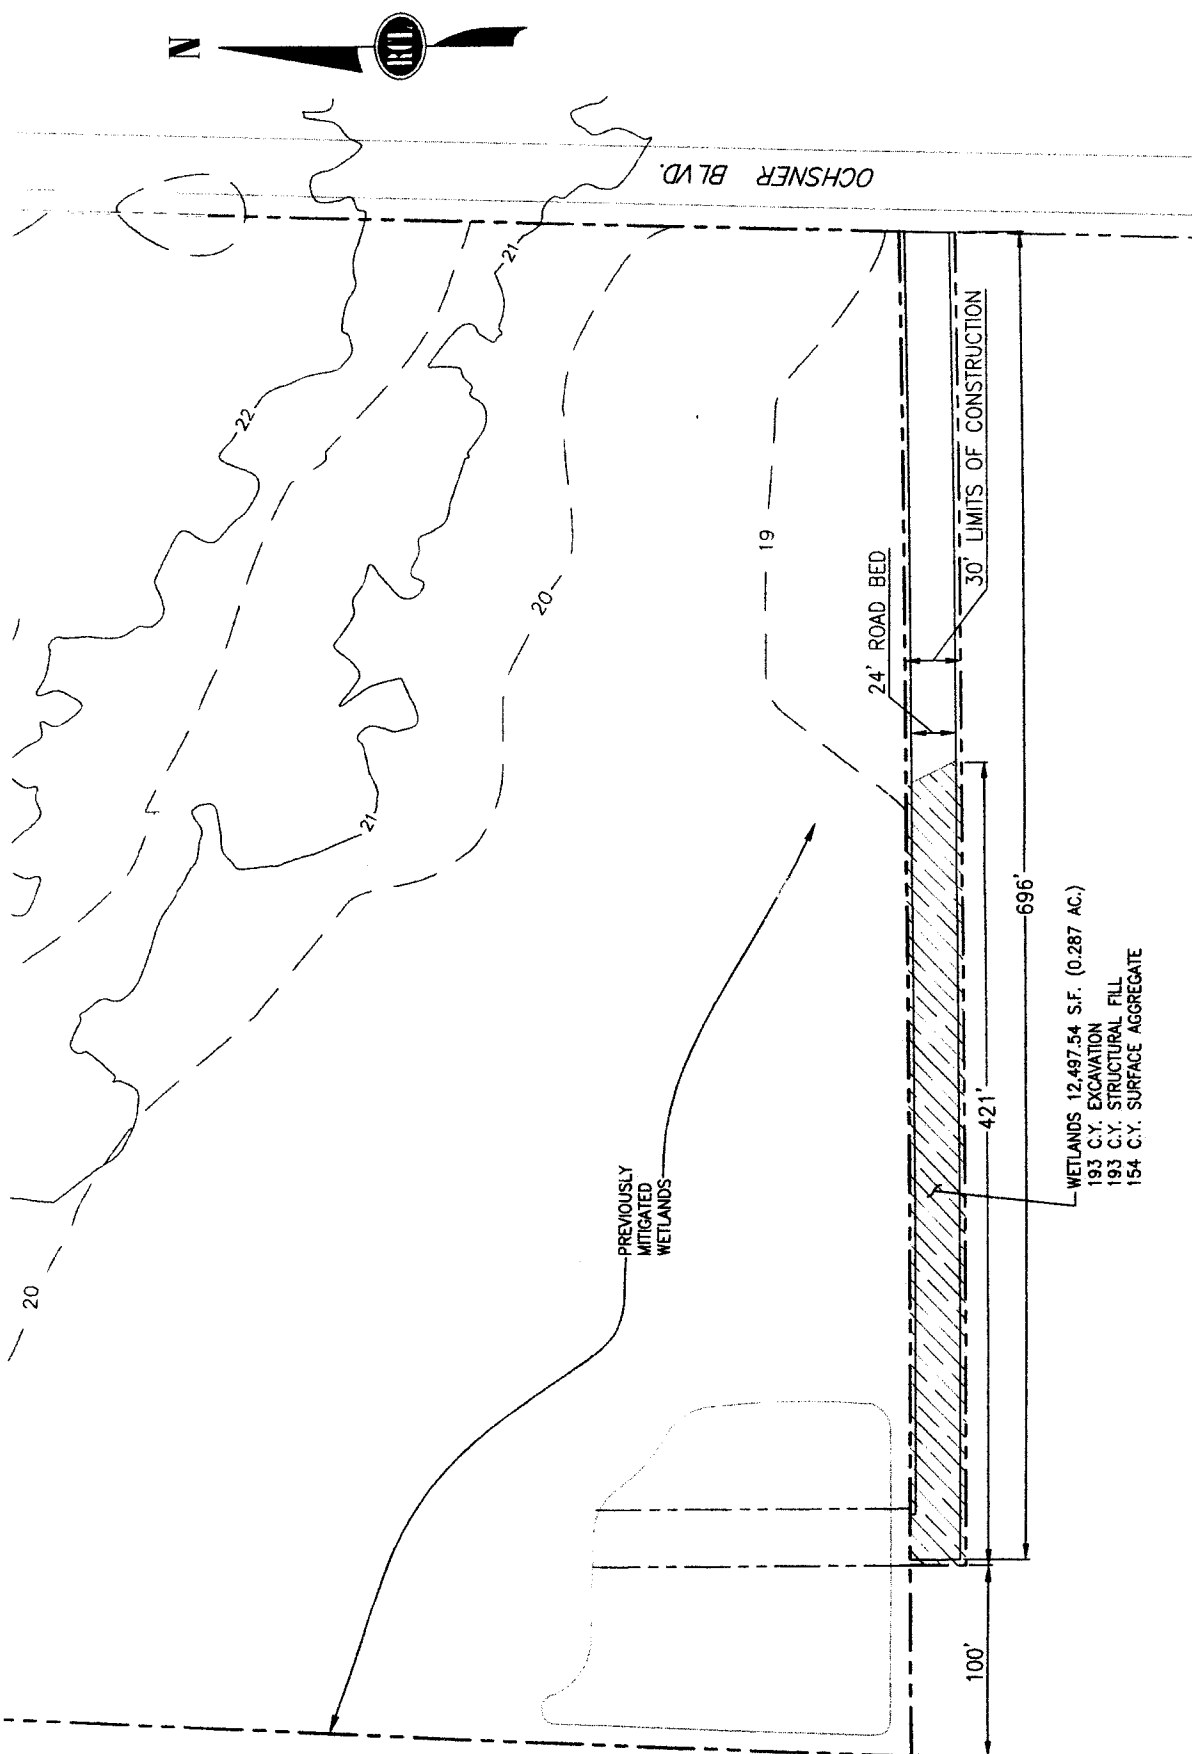 N
RCL
OCHSNER BLVD.
22
21
21
20
20
19
24' ROAD BED
30' LIMITS OF CONSTRUCTION
PREVIOUSLY
MITIGATED
WETLANDS
696'
421'
100'
WETLANDS 12,497.54 S.F. (0.287 AC.)
193 C.Y. EXCAVATION
193 C.Y. STRUCTURAL FILL
154 C.Y. SURFACE AGGREGATE